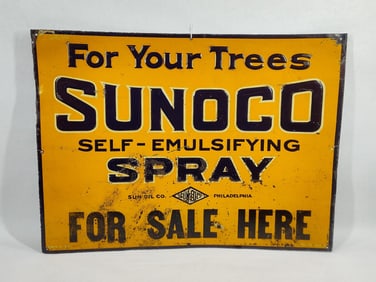 For Your Trees
SUNOCO
SELF-EMULSIFYING
SPRAY
SUN OIL CO. PHILADELPHIA
FOR SALE HERE